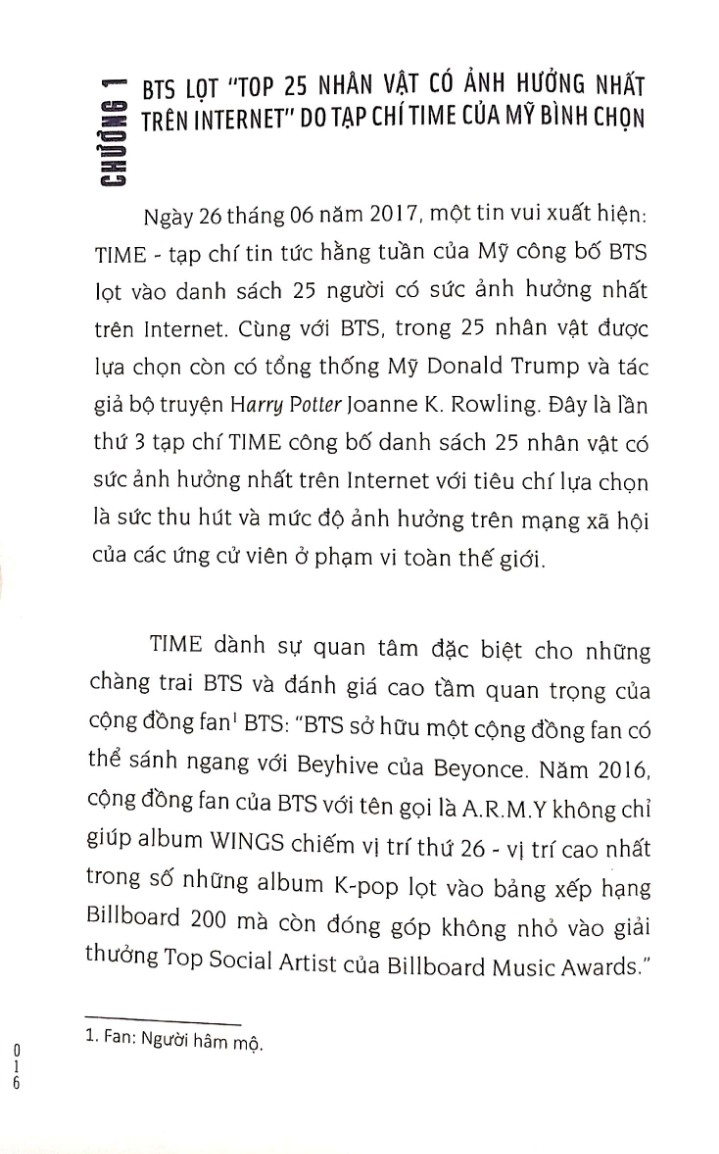 CHƯƠNG 1
BTS LỌT “TOP 25 NHÂN VẬT CÓ ẢNH HƯỞNG NHẤT
TRÊN INTERNET” DO TẠP CHÍ TIME CỦA MỸ BÌNH CHỌN
Ngày 26 tháng 06 năm 2017, một tin vui xuất hiện:
TIME - tạp chí tin tức hằng tuần của Mỹ công bố BTS
lọt vào danh sách 25 người có sức ảnh hưởng nhất
trên Internet. Cùng với BTS, trong 25 nhân vật được
lựa chọn còn có tổng thống Mỹ Donald Trump và tác
giả bộ truyện Harry Potter Joanne K. Rowling. Đây là lần
thứ 3 tạp chí TIME công bố danh sách 25 nhân vật có
sức ảnh hưởng nhất trên Internet với tiêu chí lựa chọn
là sức thu hút và mức độ ảnh hưởng trên mạng xã hội
của các ứng cử viên ở phạm vi toàn thế giới.
TIME dành sự quan tâm đặc biệt cho những
chàng trai BTS và đánh giá cao tầm quan trọng của
cộng đồng fan¹ BTS: “BTS sở hữu một cộng đồng fan có
thể sánh ngang với Beyhive của Beyonce. Năm 2016,
cộng đồng fan của BTS với tên gọi là A.R.M.Y không chỉ
giúp album WINGS chiếm vị trí thứ 26 - vị trí cao nhất
trong số những album K-pop lọt vào bảng xếp hạng
Billboard 200 mà còn đóng góp không nhỏ vào giải
thưởng Top Social Artist của Billboard Music Awards.”
1. Fan: Người hâm mộ.
016